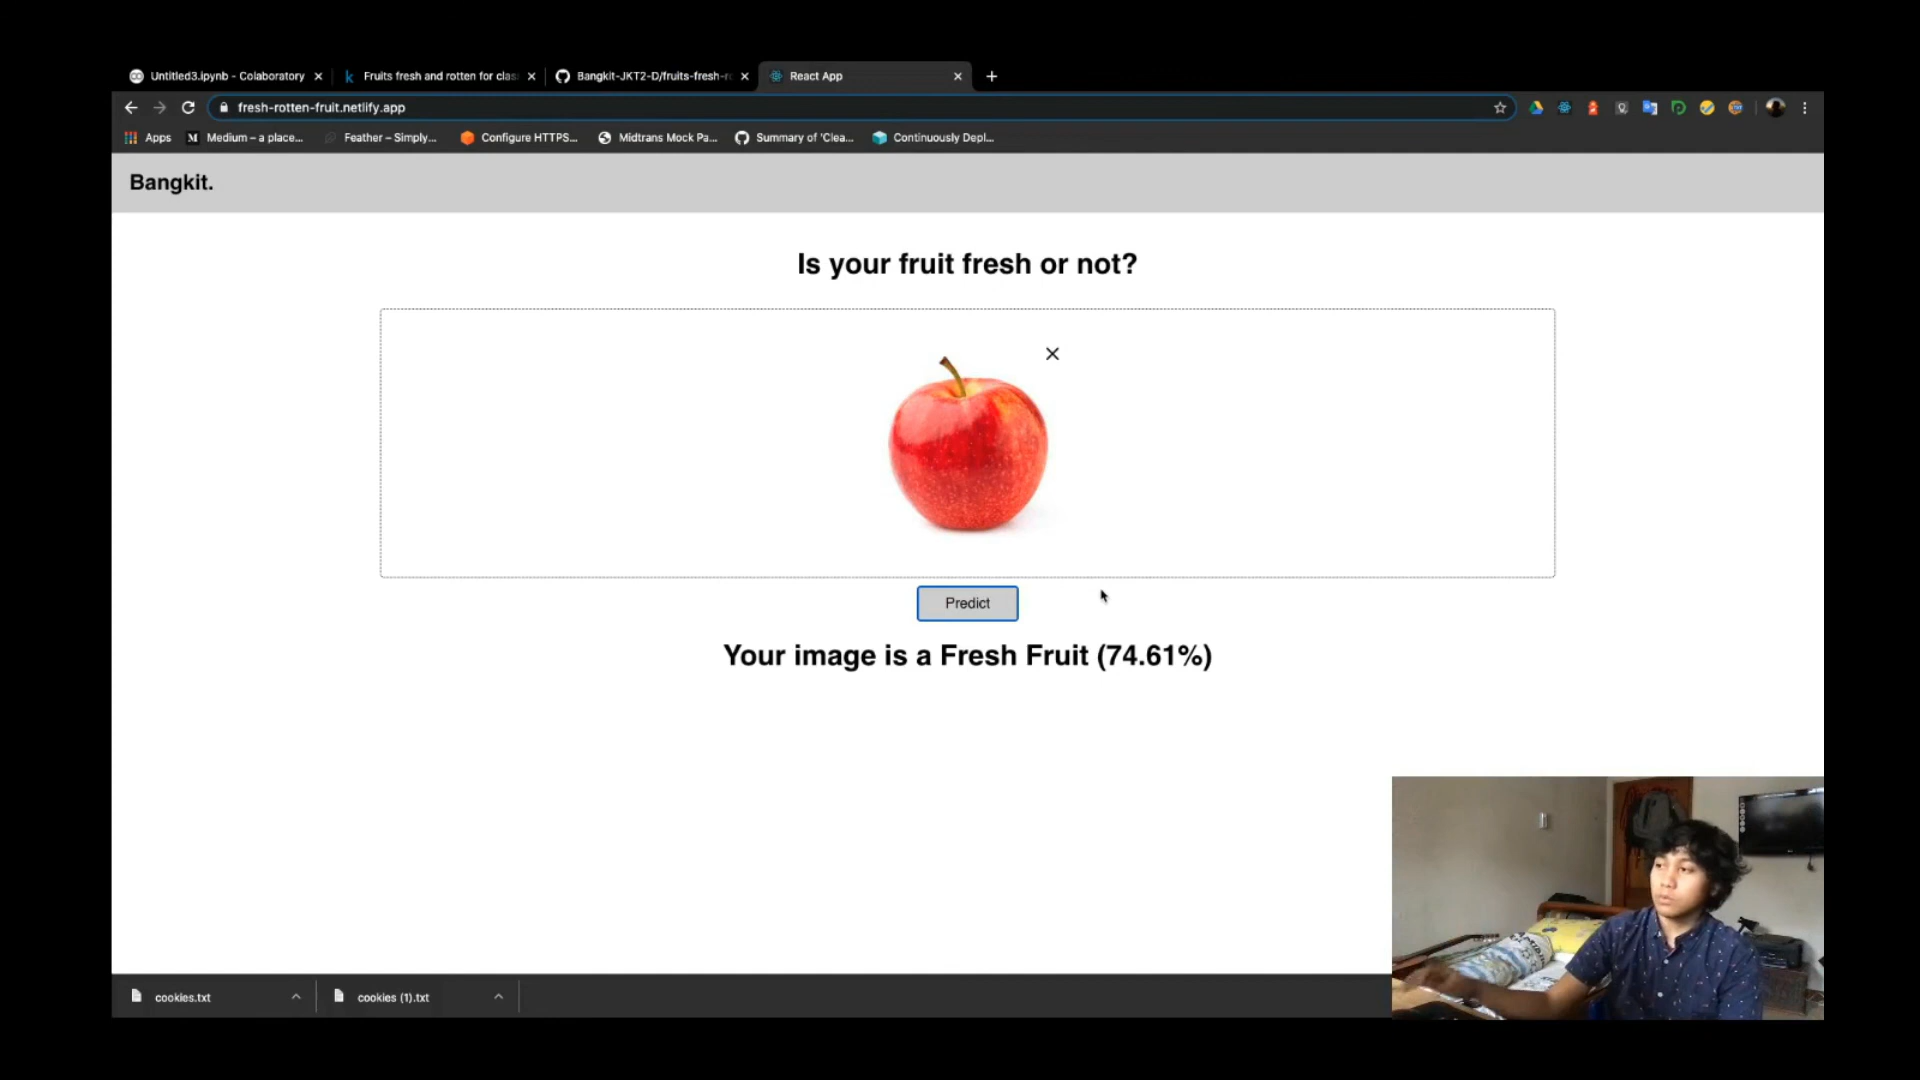 Untitled3.ipynb - Colaboratory
Fruits fresh and rotten for clas
Bangkit-JKT2-D/fruits-fresh-r
React App
fresh-rotten-fruit.netlify.app
Apps
Medium – a place...
Feather – Simply...
Configure HTTPS...
Midtrans Mock Pa...
Summary of 'Clea...
Continuously Depl...
Bangkit.
Is your fruit fresh or not?
Predict
Your image is a Fresh Fruit (74.61%)
cookies.txt
cookies (1).txt